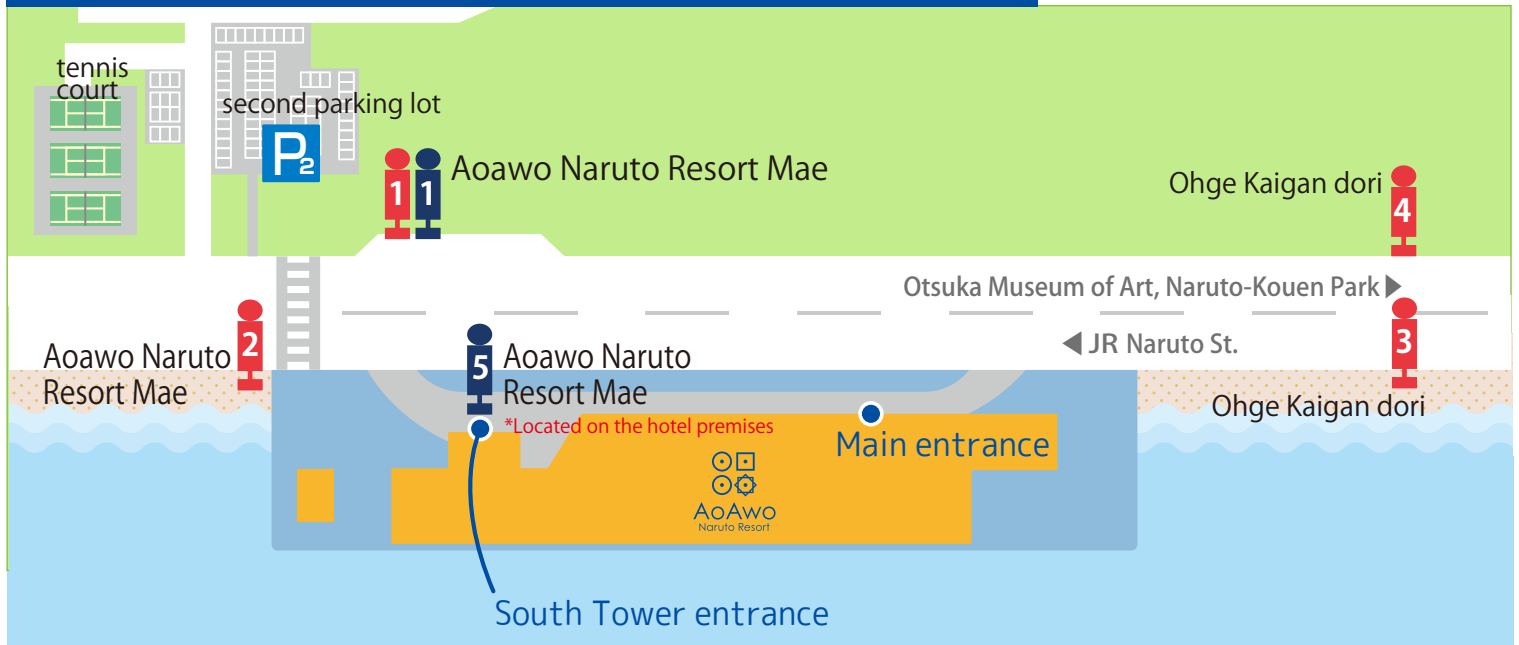 tennis
court
second parking lot
P2
1
1
Aoawo Naruto Resort Mae
Ohge Kaigan dori
4
Otsuka Museum of Art, Naruto-Kouen Park ▶
◀ JR Naruto St.
3
Ohge Kaigan dori
2
Aoawo Naruto
Resort Mae
5
Aoawo Naruto
Resort Mae
*Located on the hotel premises
Main entrance
AoAwo
Naruto Resort
South Tower entrance